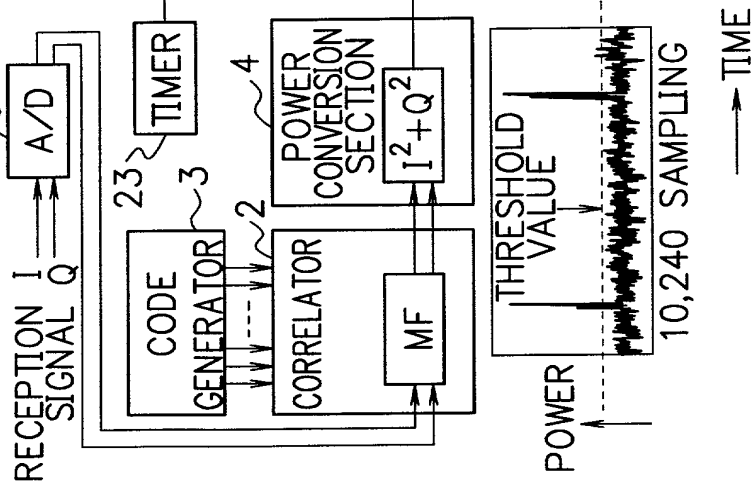 RECEPTION I
SIGNAL Q
A/D
23
TIMER
3
CODE
GENERATOR
2
CORRELATOR
MF
4
POWER
CONVERSION
SECTION
I²+Q²
POWER
THRESHOLD
VALUE
10,240 SAMPLING
TIME